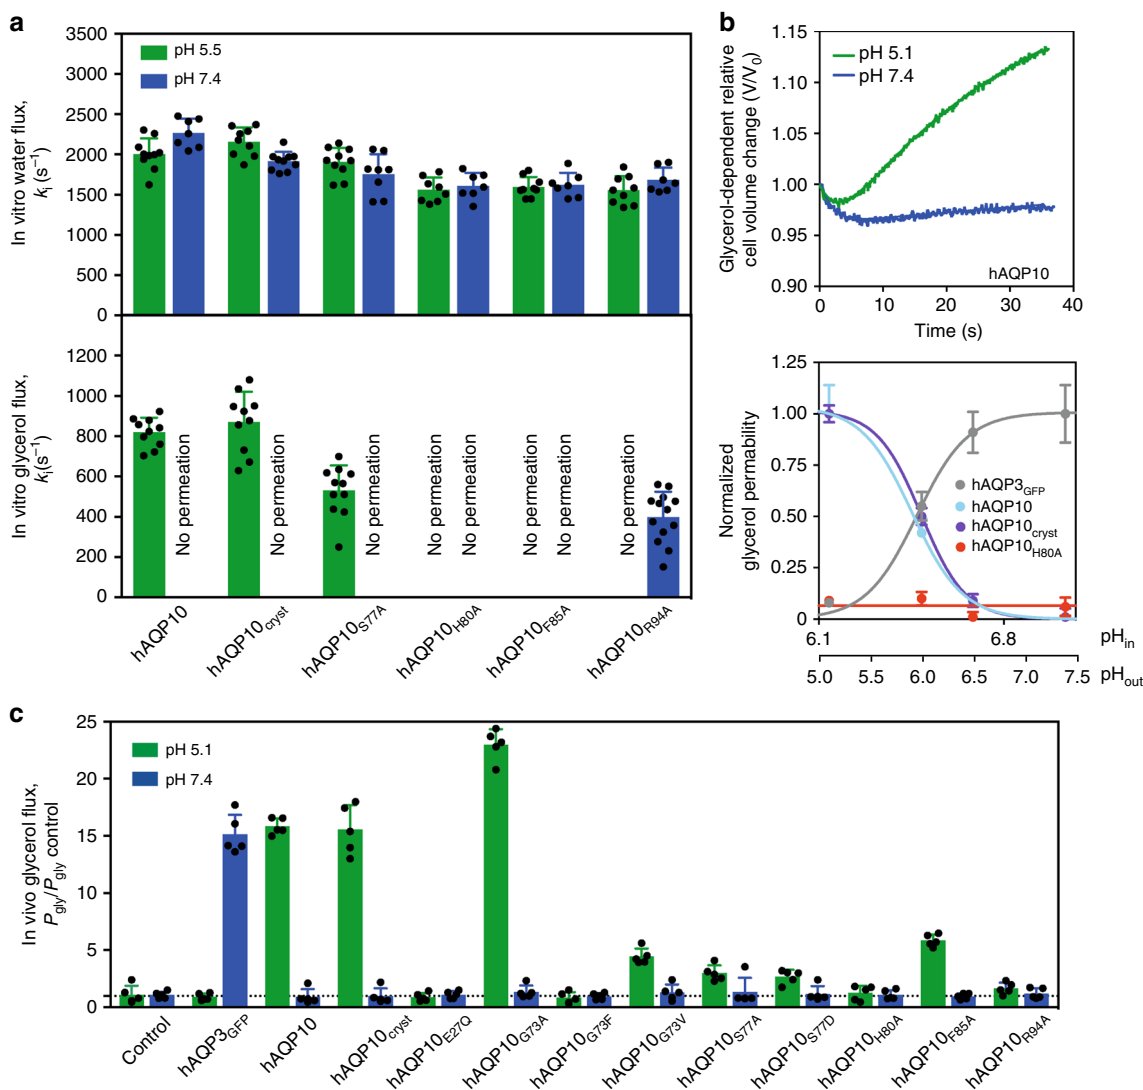 a
In vitro water flux,
kᵢ (s⁻¹)
3500
3000
2500
2000
1500
1000
500
0
pH 5.5
pH 7.4
In vitro glycerol flux,
kᵢ(s⁻¹)
1200
1000
800
600
400
200
0
No permeation
No permeation
No permeation
No permeation
No permeation
No permeation
No permeation
No permeation
hAQP10
hAQP10cryst
hAQP10S77A
hAQP10H80A
hAQP10F85A
hAQP10R94A
b
Glycerol-dependent relative
cell volume change (V/V₀)
1.15
1.10
1.05
1.00
0.95
0.90
pH 5.1
pH 7.4
hAQP10
0 10 20 30 40
Time (s)
Normalized
glycerol permability
1.25
1.00
0.75
0.50
0.25
0
hAQP3GFP
hAQP10
hAQP10cryst
hAQP10H80A
6.1 6.8 pHin
5.0 5.5 6.0 6.5 7.0 7.5 pHout
c
In vivo glycerol flux,
Pgly/Pgly control
25
20
15
10
5
0
pH 5.1
pH 7.4
Control
hAQP3GFP
hAQP10
hAQP10cryst
hAQP10E27Q
hAQP10G73A
hAQP10G73F
hAQP10G73V
hAQP10S77A
hAQP10S77D
hAQP10H80A
hAQP10F85A
hAQP10R94A